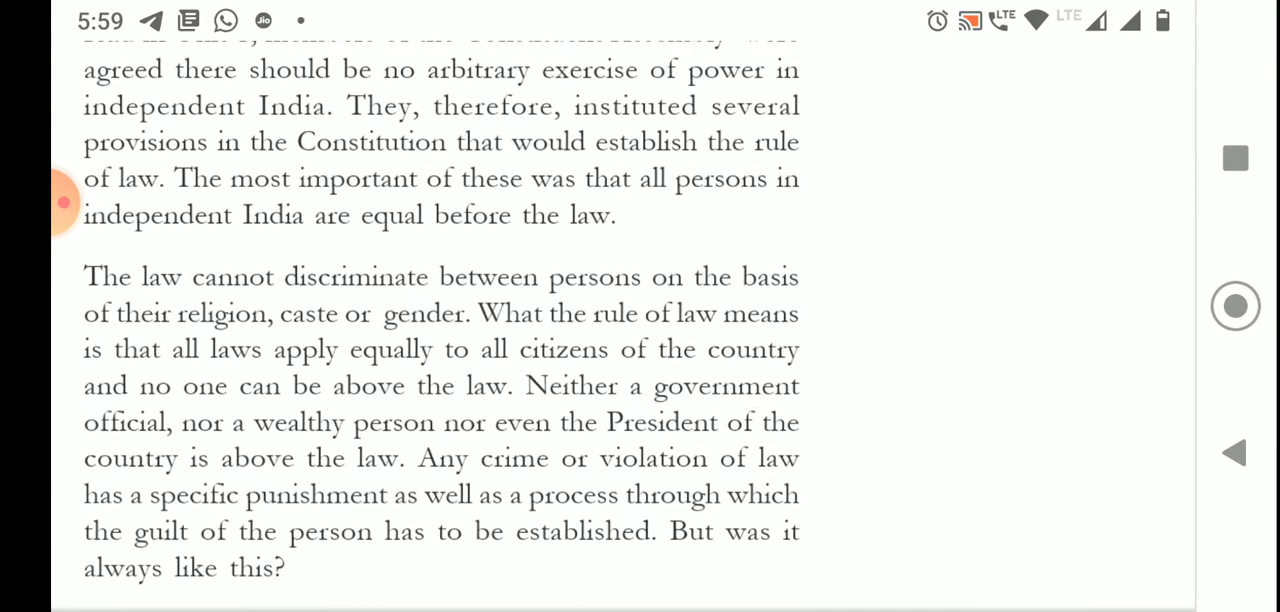 5:59 Jio LTE LTE
agreed there should be no arbitrary exercise of power in
independent India. They, therefore, instituted several
provisions in the Constitution that would establish the rule
of law. The most important of these was that all persons in
independent India are equal before the law.
The law cannot discriminate between persons on the basis
of their religion, caste or gender. What the rule of law means
is that all laws apply equally to all citizens of the country
and no one can be above the law. Neither a government
official, nor a wealthy person nor even the President of the
country is above the law. Any crime or violation of law
has a specific punishment as well as a process through which
the guilt of the person has to be established. But was it
always like this?